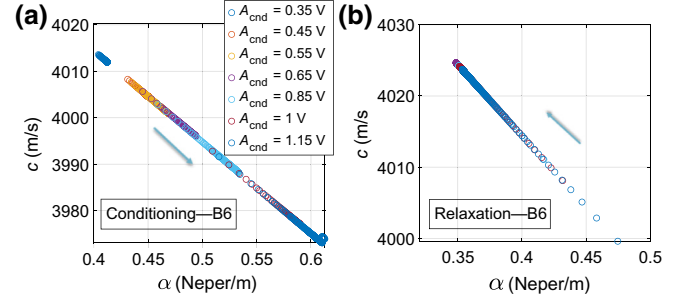 (a)
4020
4010
4000
3990
3980
c (m/s)
0.4
0.45
0.5
0.55
0.6
α (Neper/m)
Conditioning—B6
A_cnd = 0.35 V
A_cnd = 0.45 V
A_cnd = 0.55 V
A_cnd = 0.65 V
A_cnd = 0.85 V
A_cnd = 1 V
A_cnd = 1.15 V
(b)
4030
4020
4010
4000
c (m/s)
0.35
0.4
0.45
0.5
α (Neper/m)
Relaxation—B6